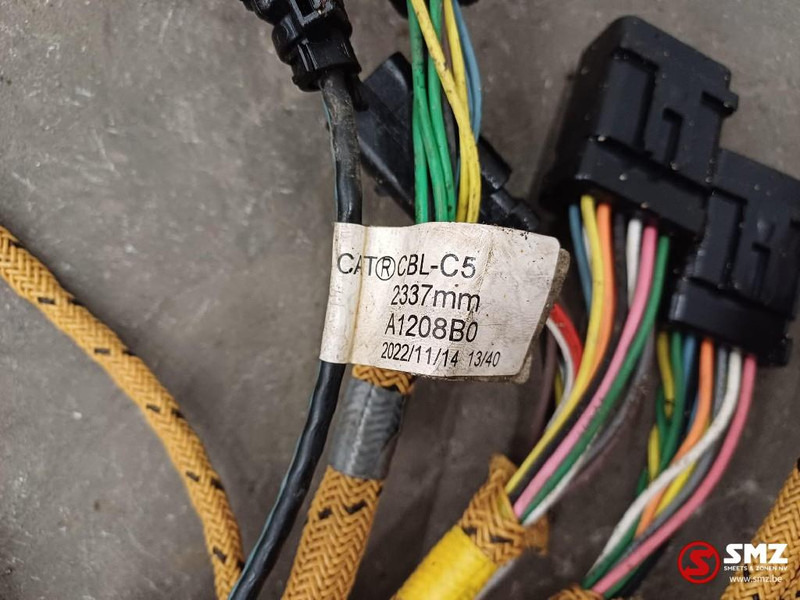 CAT®CBL-C5
2337mm
A1208B0
2022/11/14 13/40
SMZ
SMEETS & ZONEN NV
www.smz.be